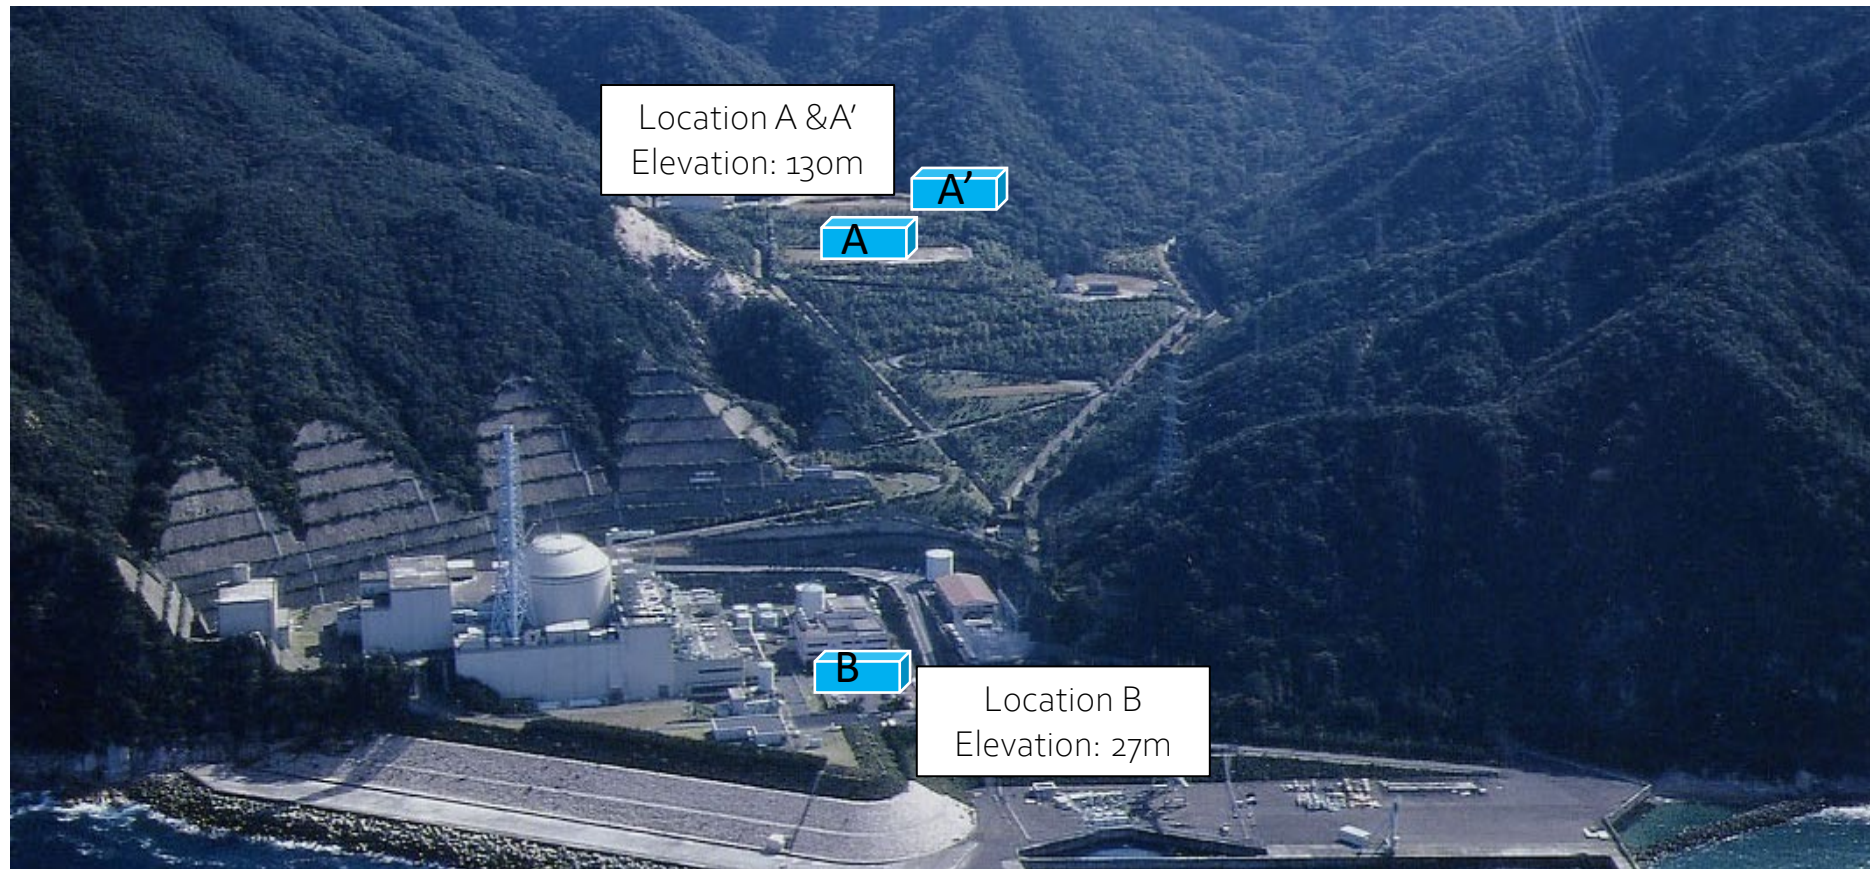 Location A &A’
Elevation: 130m
A’
A
B
Location B
Elevation: 27m